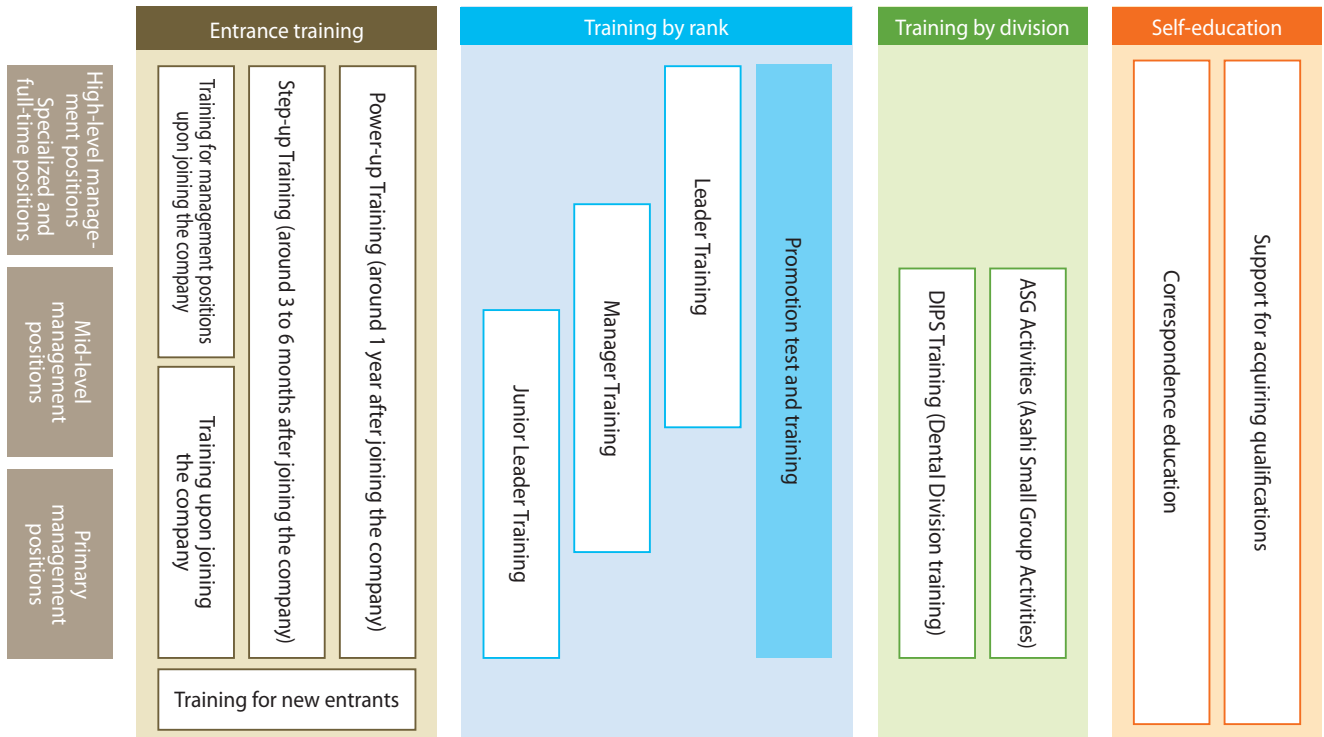 Entrance training
Training by rank
Training by division
Self-education
High-level manage-
ment positions
Specialized and
full-time positions
Mid-level
management
positions
Primary
management
positions
Training for management positions
upon joining the company
Training upon joining
the company
Step-up Training (around 3 to 6 months after joining the company)
Power-up Training (around 1 year after joining the company)
Training for new entrants
Junior Leader Training
Manager Training
Leader Training
Promotion test and training
DIPS Training (Dental Division training)
ASG Activities (Asahi Small Group Activities)
Correspondence education
Support for acquiring qualifications